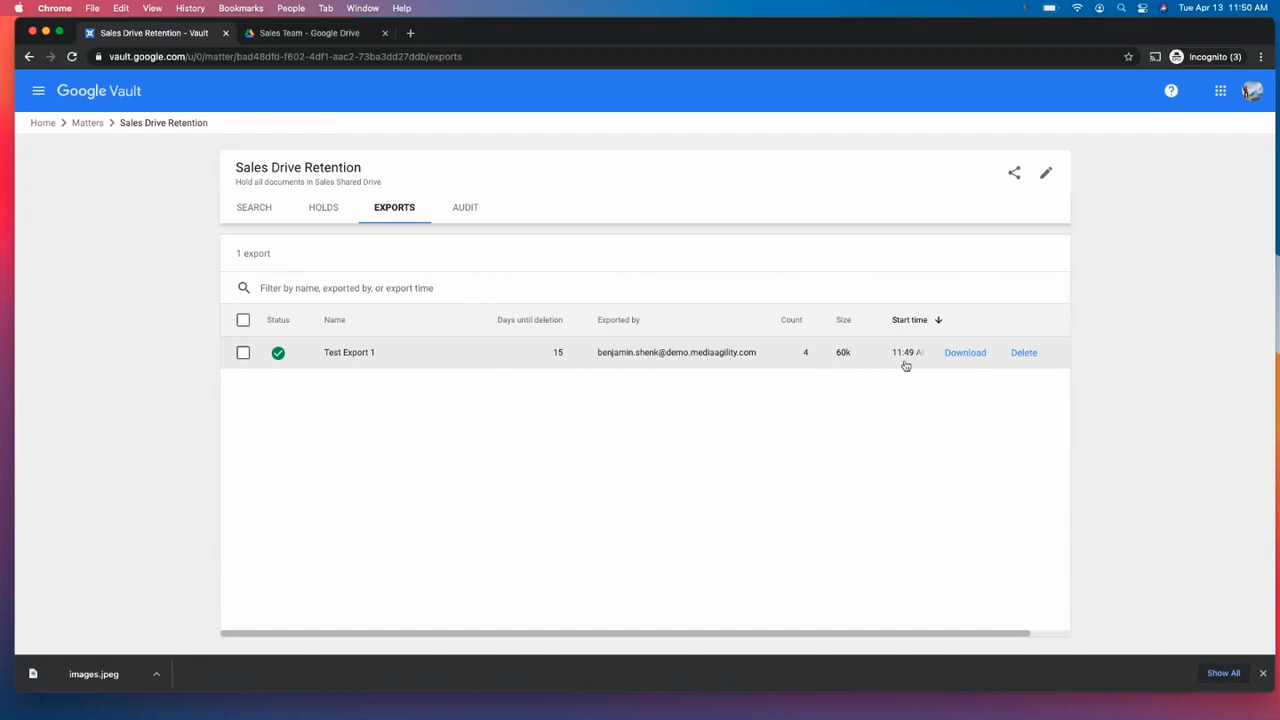 Chrome File Edit View History Bookmarks People Tab Window Help Tue Apr 13 11:50 AM
Sales Drive Retention - Vault Sales Team - Google Drive
vault.google.com/u/0/matter/bad48dfd-f602-4df1-aac2-73ba3dd27ddb/exports Incognito (3)
Google Vault
Home Matters Sales Drive Retention
Sales Drive Retention
Hold all documents in Sales Shared Drive
SEARCH HOLDS EXPORTS AUDIT
1 export
Filter by name, exported by, or export time
Status Name Days until deletion Exported by Count Size Start time
Test Export 1 15 benjamin.shenk@demo.mediaagility.com 4 60k 11:49 Download Delete
images.jpeg Show All